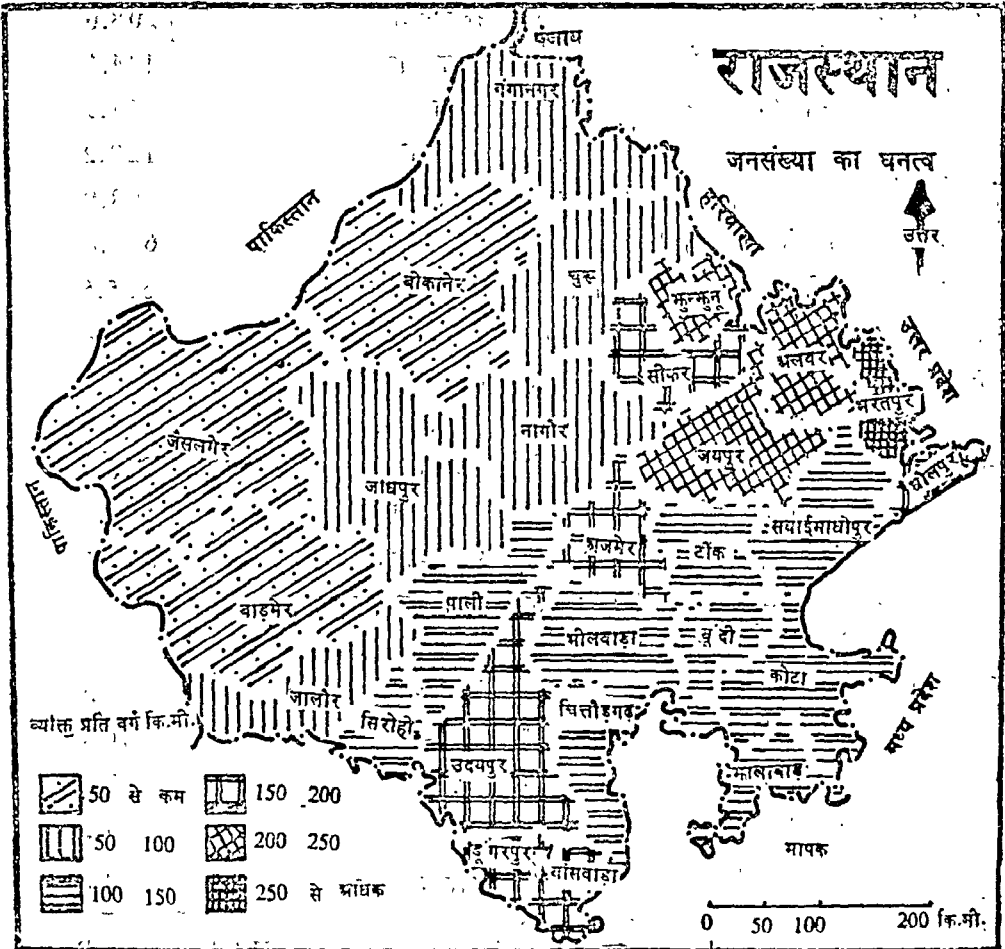 राजस्थान
जनसंख्या का घनत्व
उत्तर
पंजाब
गंगानगर
पाकिस्तान
हरियाणा
बीकानेर
चुरू
झुन्झुनू
सीकर
अलवर
उत्तर प्रदेश
भरतपुर
जैसलमेर
नागोर
जयपुर
धोलपुर
जोधपुर
पाकिस्तान
अजमेर
टोंक
सवाईमाधोपुर
बाड़मेर
पाली
भीलवाड़ा
बूंदी
कोटा
मध्य प्रदेश
जालोर
सिरोही
चित्तौड़गढ़
उदयपुर
झालावाड़
डूंगरपुर
बांसवाड़ा
व्यक्ति प्रति वर्ग कि.मी.
50 से कम
50 100
100 150
150 200
200 250
250 से अधिक
मापक
0 50 100 200 कि.मी.